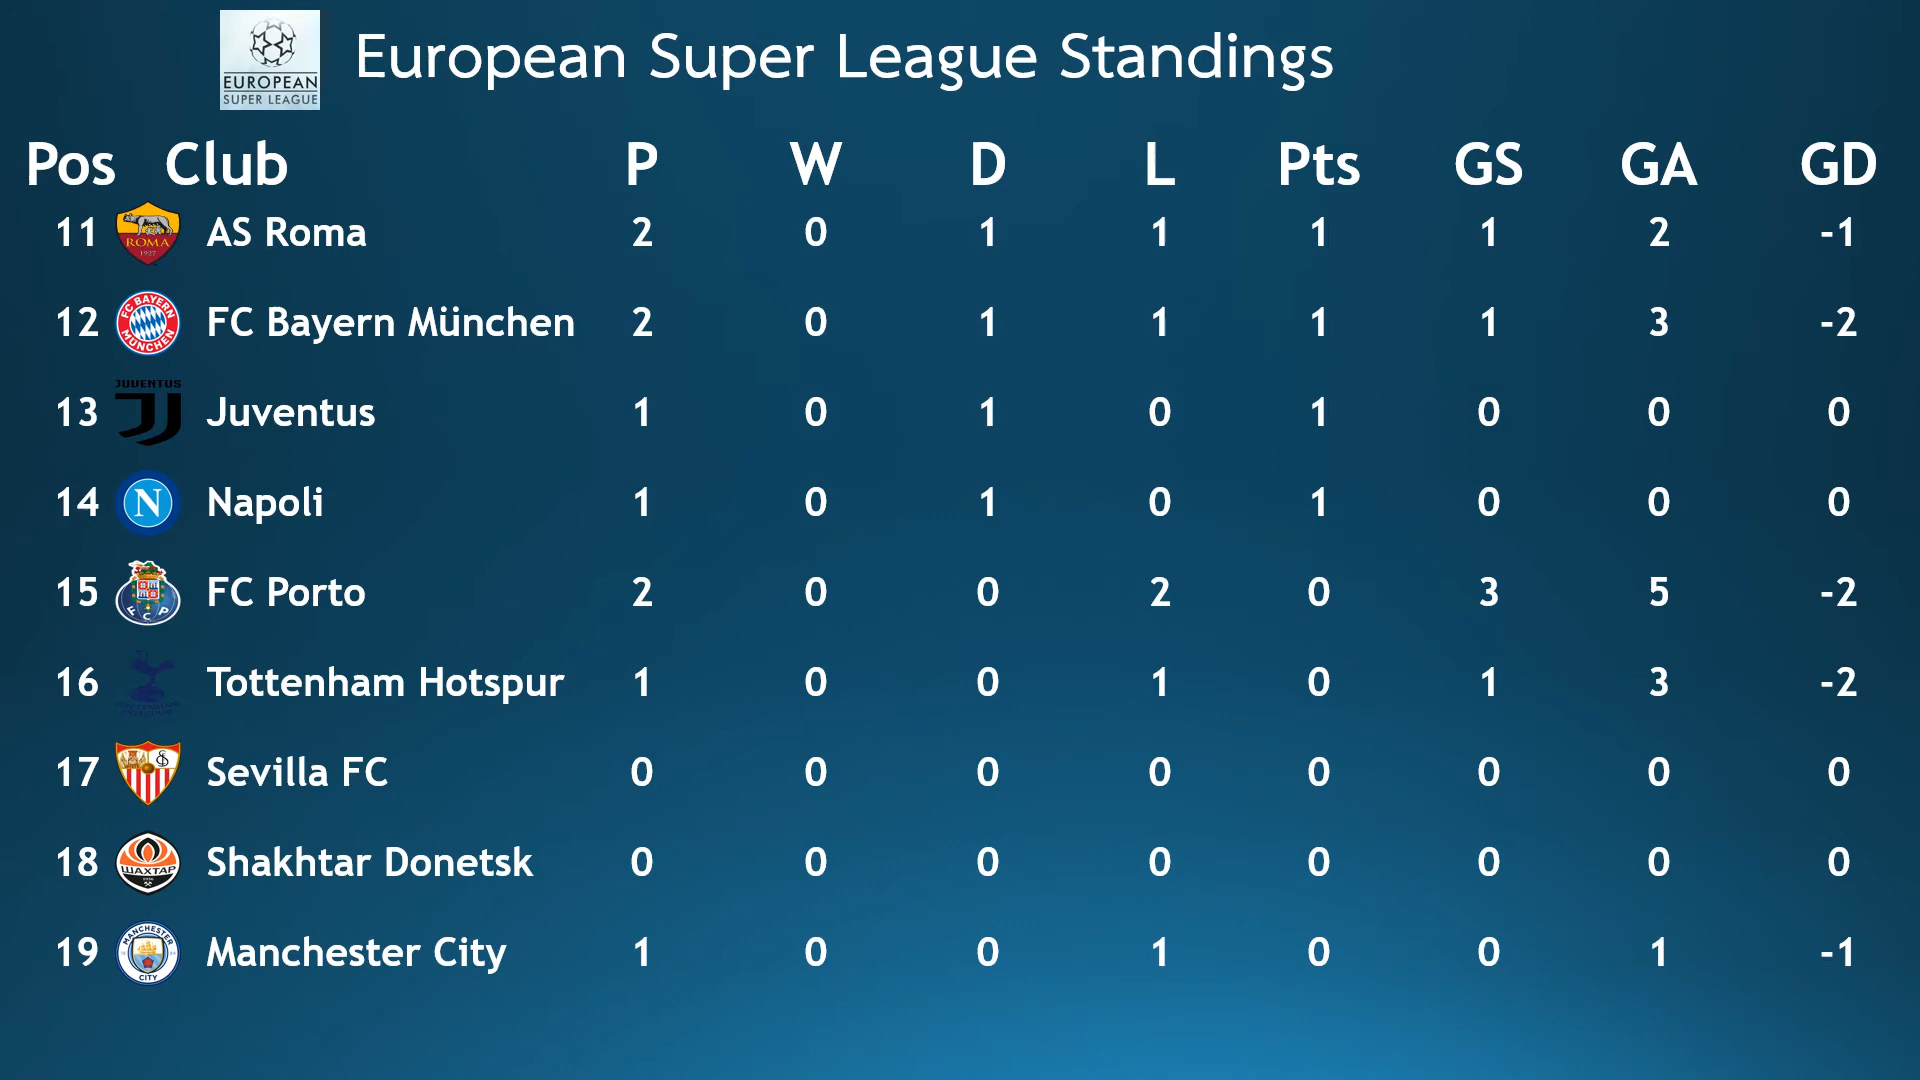 EUROPEAN
SUPER LEAGUE
European Super League Standings
Pos Club P W D L Pts GS GA GD
11 ROMA 1927 AS Roma 2 0 1 1 1 1 2 -1
12 FC BAYERN MÜNCHEN FC Bayern München 2 0 1 1 1 1 3 -2
13 JUVENTUS Juventus 1 0 1 0 1 0 0 0
14 N Napoli 1 0 1 0 1 0 0 0
15 FCP FC Porto 2 0 0 2 0 3 5 -2
16 Tottenham Hotspur 1 0 0 1 0 1 3 -2
17 Sevilla FC 0 0 0 0 0 0 0 0
18 ШАХТАР 1936 Shakhtar Donetsk 0 0 0 0 0 0 0 0
19 MANCHESTER CITY Manchester City 1 0 0 1 0 0 1 -1